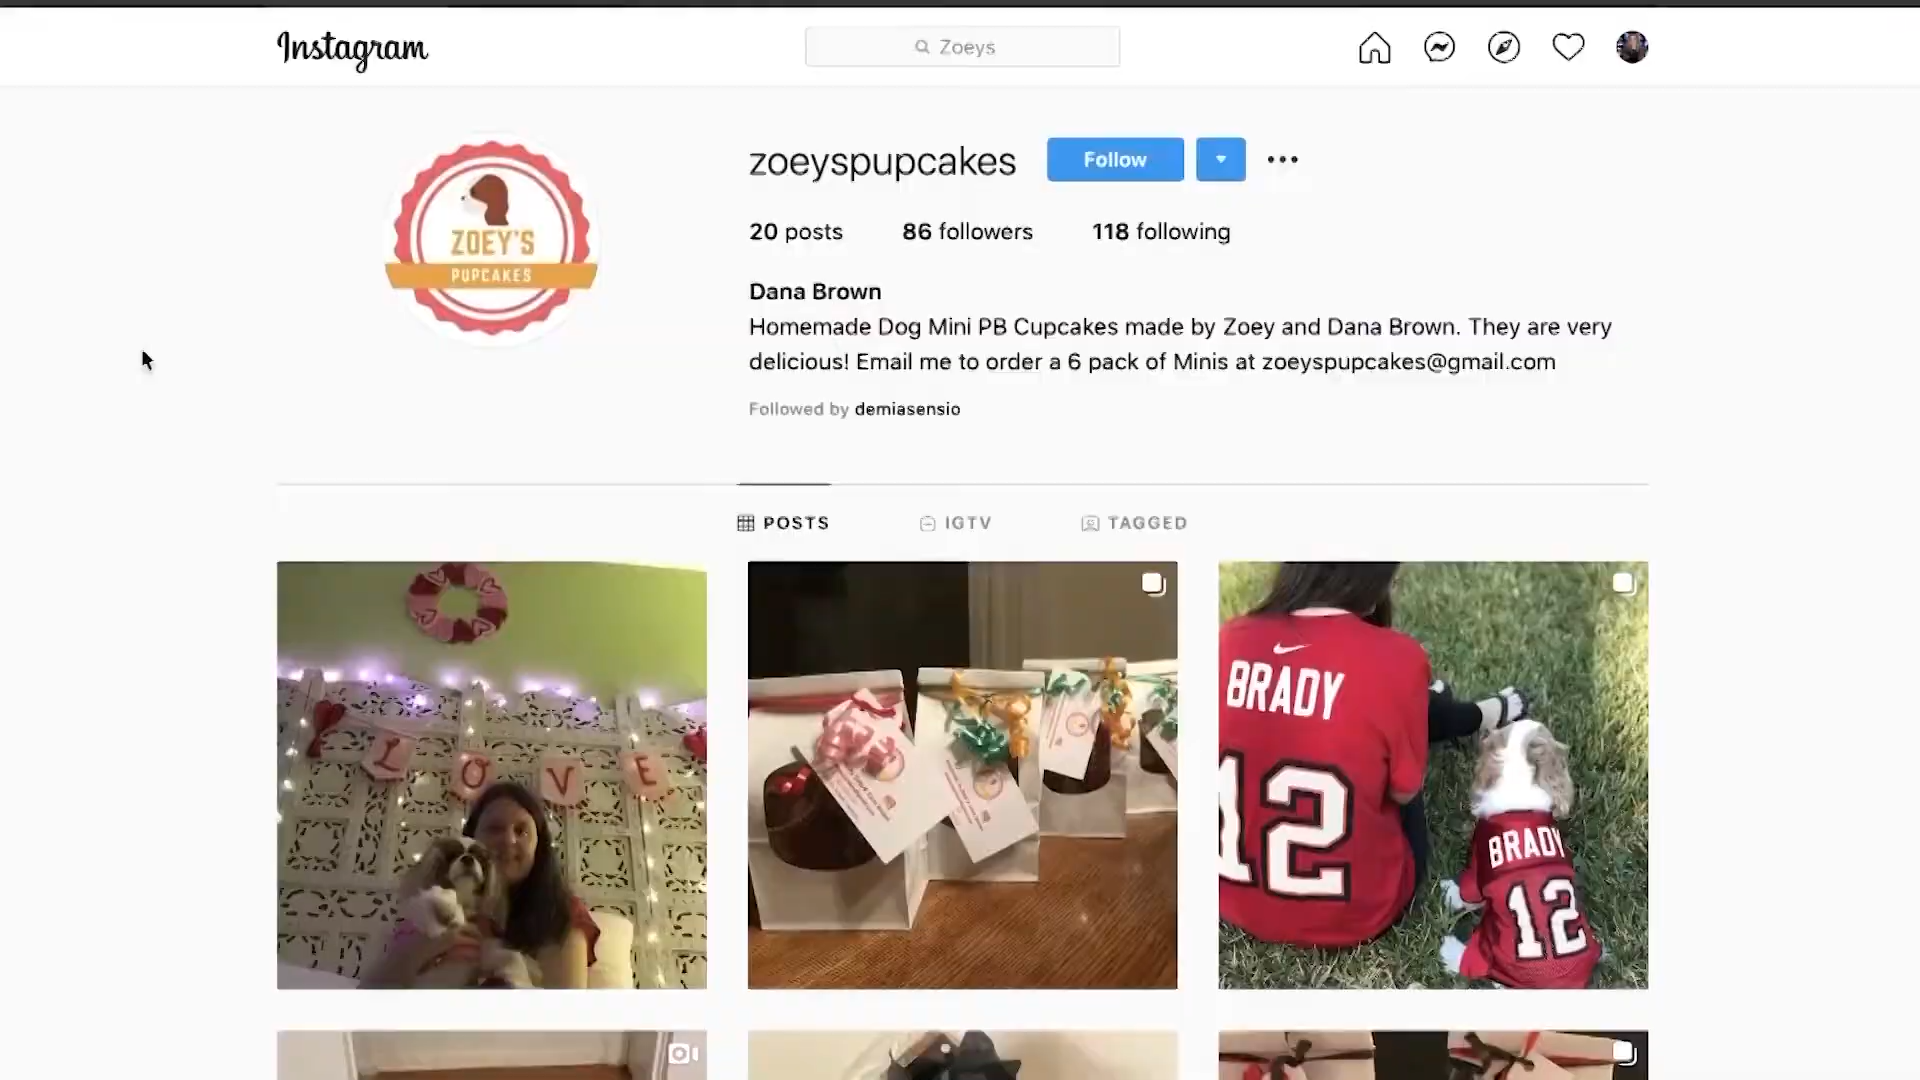 Instagram
Zoeys
zoeyspupcakes
Follow
20 posts
86 followers
118 following
ZOEY'S
PUPCAKES
Dana Brown
Homemade Dog Mini PB Cupcakes made by Zoey and Dana Brown. They are very
delicious! Email me to order a 6 pack of Minis at zoeyspupcakes@gmail.com
Followed by demiasensio
POSTS
IGTV
TAGGED
LOVE
BRADY
12
BRADY
12